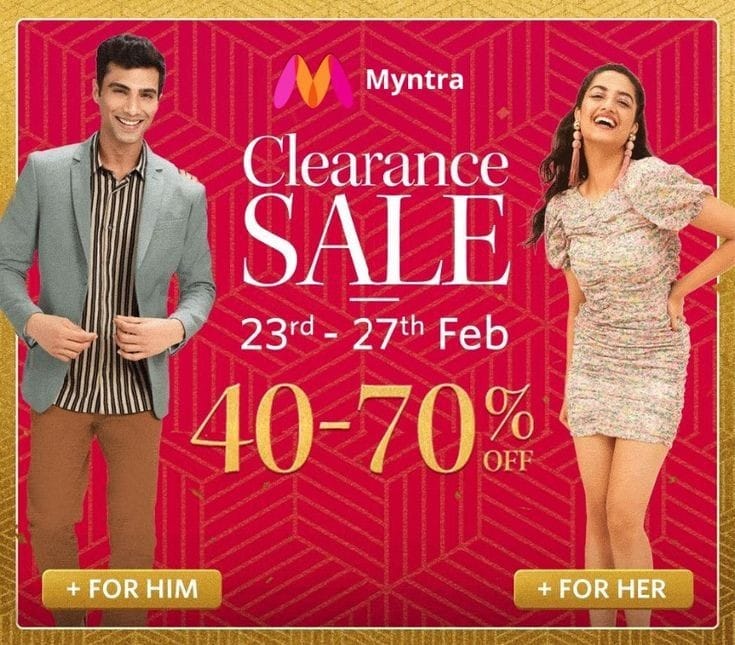 Myntra
Clearance
SALE
23rd - 27th Feb
40-70% OFF
+ FOR HIM
+ FOR HER